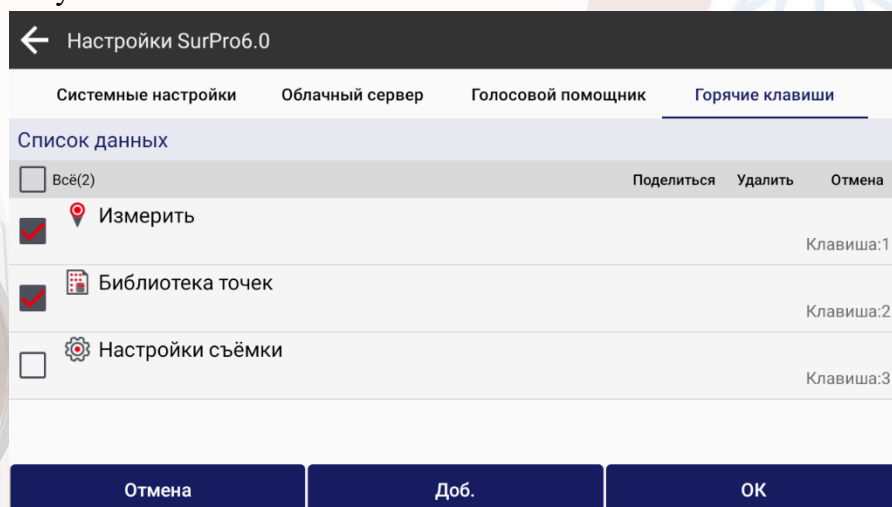 Настройки SurPro6.0
Системные настройки Облачный сервер Голосовой помощник Горячие клавиши
Список данных
Всё(2) Поделиться Удалить Отмена
Измерить
Клавиша:1
Библиотека точек
Клавиша:2
Настройки съёмки
Клавиша:3
Отмена Доб. OK